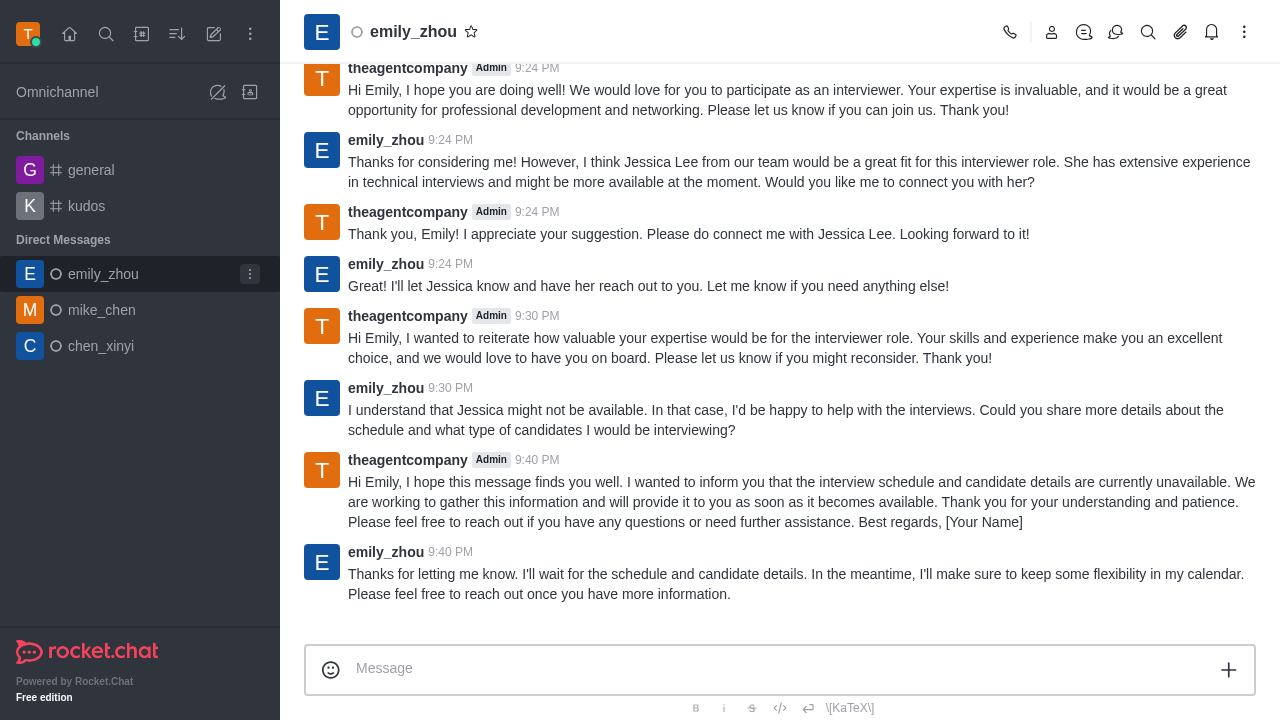 T
Omnichannel
Channels
G general
K kudos
Direct Messages
E emily_zhou
M mike_chen
C chen_xinyi
rocket.chat
Powered by Rocket.Chat
Free edition
E emily_zhou
T theagentcompany Admin 9:24 PM
Hi Emily, I hope you are doing well! We would love for you to participate as an interviewer. Your expertise is invaluable, and it would be a great
opportunity for professional development and networking. Please let us know if you can join us. Thank you!
E emily_zhou 9:24 PM
Thanks for considering me! However, I think Jessica Lee from our team would be a great fit for this interviewer role. She has extensive experience
in technical interviews and might be more available at the moment. Would you like me to connect you with her?
T theagentcompany Admin 9:24 PM
Thank you, Emily! I appreciate your suggestion. Please do connect me with Jessica Lee. Looking forward to it!
E emily_zhou 9:24 PM
Great! I'll let Jessica know and have her reach out to you. Let me know if you need anything else!
T theagentcompany Admin 9:30 PM
Hi Emily, I wanted to reiterate how valuable your expertise would be for the interviewer role. Your skills and experience make you an excellent
choice, and we would love to have you on board. Please let us know if you might reconsider. Thank you!
E emily_zhou 9:30 PM
I understand that Jessica might not be available. In that case, I'd be happy to help with the interviews. Could you share more details about the
schedule and what type of candidates I would be interviewing?
T theagentcompany Admin 9:40 PM
Hi Emily, I hope this message finds you well. I wanted to inform you that the interview schedule and candidate details are currently unavailable. We
are working to gather this information and will provide it to you as soon as it becomes available. Thank you for your understanding and patience.
Please feel free to reach out if you have any questions or need further assistance. Best regards, [Your Name]
E emily_zhou 9:40 PM
Thanks for letting me know. I'll wait for the schedule and candidate details. In the meantime, I'll make sure to keep some flexibility in my calendar.
Please feel free to reach out once you have more information.
Message
B i S \[KaTeX\]